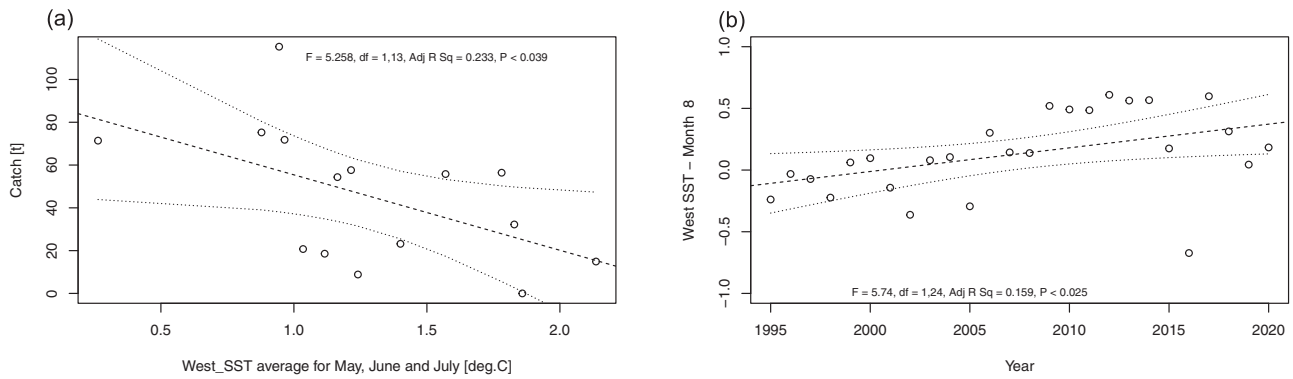 (a)
F = 5.258, df = 1,13, Adj R Sq = 0.233, P < 0.039
Catch [t]
0
20
40
60
80
100
0.5
1.0
1.5
2.0
West_SST average for May, June and July [deg.C]
(b)
West SST – Month 8
1.0
0.5
0.0
−0.5
−1.0
F = 5.74, df = 1,24, Adj R Sq = 0.159, P < 0.025
1995
2000
2005
2010
2015
2020
Year